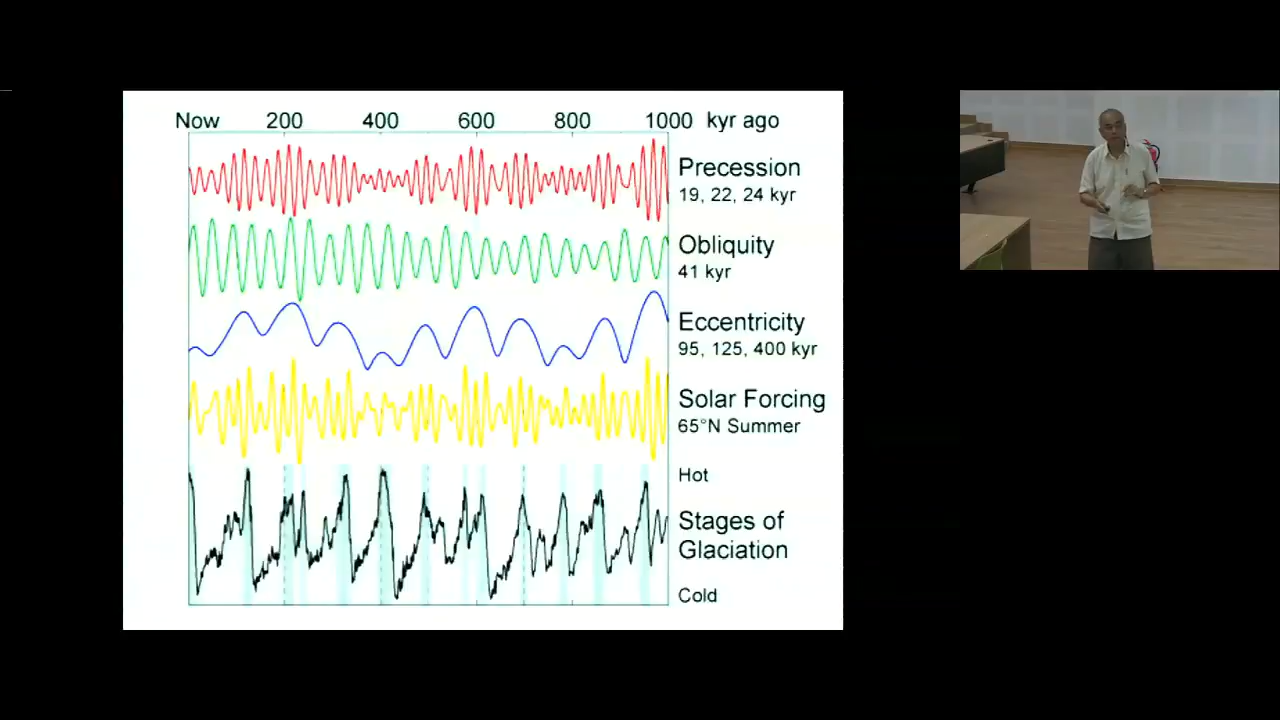 Now 200 400 600 800 1000 kyr ago
Precession
19, 22, 24 kyr
Obliquity
41 kyr
Eccentricity
95, 125, 400 kyr
Solar Forcing
65°N Summer
Hot
Stages of
Glaciation
Cold